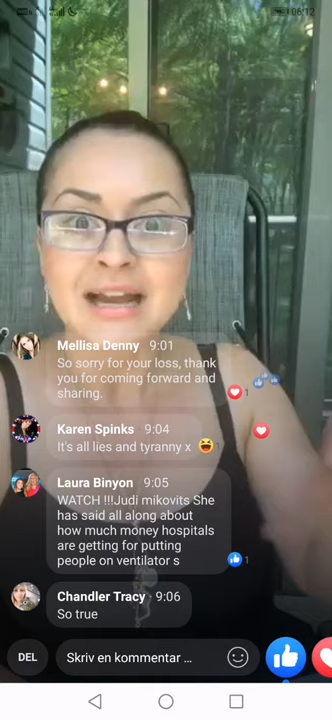 06:12
Mellisa Denny 9:01
So sorry for your loss, thank
you for coming forward and
sharing.
1
Karen Spinks 9:04
It's all lies and tyranny x
Laura Binyon 9:05
WATCH !!!Judi mikovits She
has said all along about
how much money hospitals
are getting for putting
people on ventilator s
1
Chandler Tracy 9:06
So true
DEL
Skriv en kommentar ...